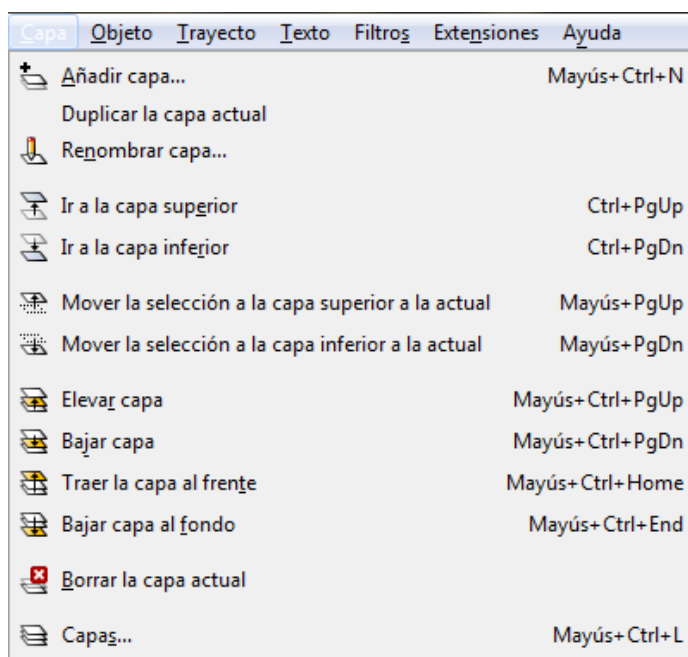 Capa Objeto Trayecto Texto Filtros Extensiones Ayuda
Añadir capa... Mayús+Ctrl+N
Duplicar la capa actual
Renombrar capa...
Ir a la capa superior Ctrl+PgUp
Ir a la capa inferior Ctrl+PgDn
Mover la selección a la capa superior a la actual Mayús+PgUp
Mover la selección a la capa inferior a la actual Mayús+PgDn
Elevar capa Mayús+Ctrl+PgUp
Bajar capa Mayús+Ctrl+PgDn
Traer la capa al frente Mayús+Ctrl+Home
Bajar capa al fondo Mayús+Ctrl+End
Borrar la capa actual
Capas... Mayús+Ctrl+L